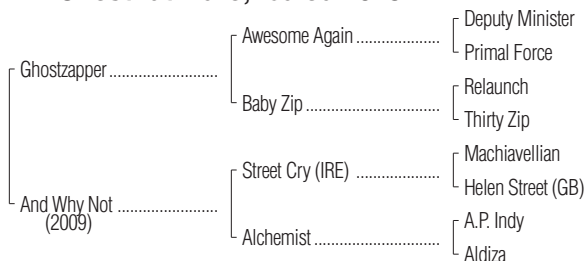 Deputy Minister
Awesome Again ....................
Primal Force
Ghostzapper ..........................
Relaunch
Baby Zip ................................
Thirty Zip
Machiavellian
Street Cry (IRE) ....................
Helen Street (GB)
And Why Not ........................
(2009)
A.P. Indy
Alchemist ..............................
Aldiza